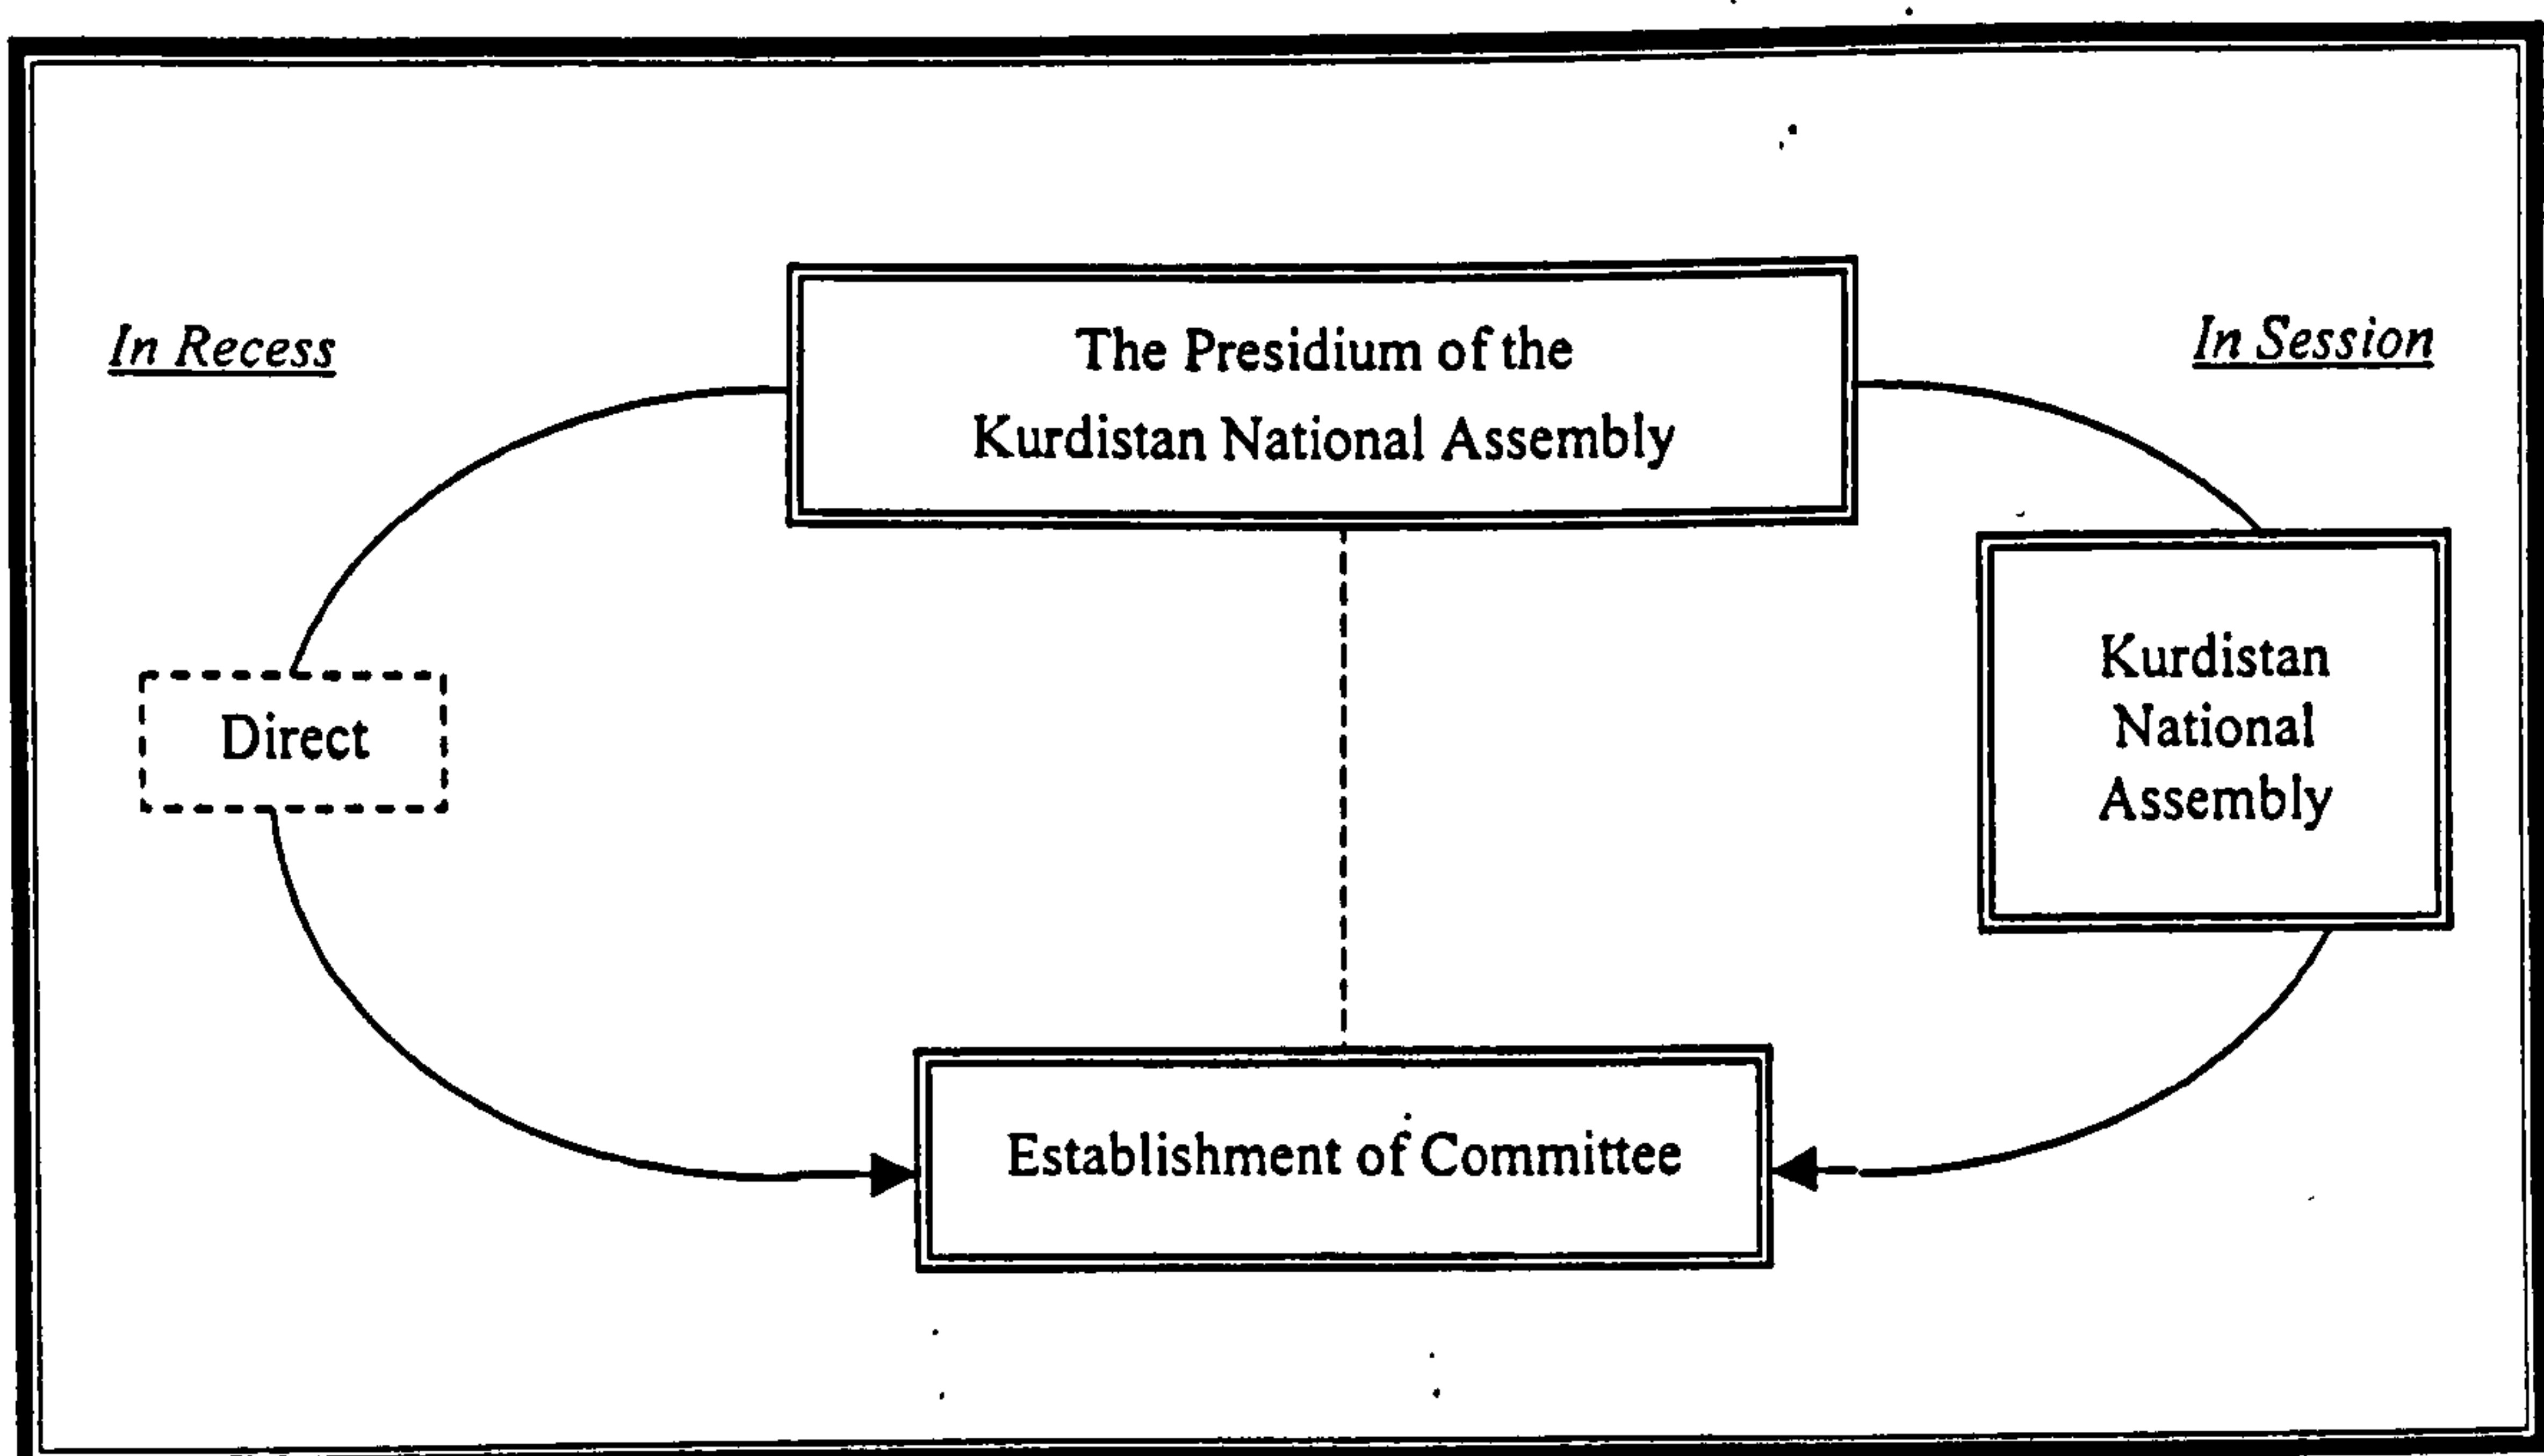 In Recess
The Presidium of the
Kurdistan National Assembly
In Session
Direct
Kurdistan
National
Assembly
Establishment of Committee